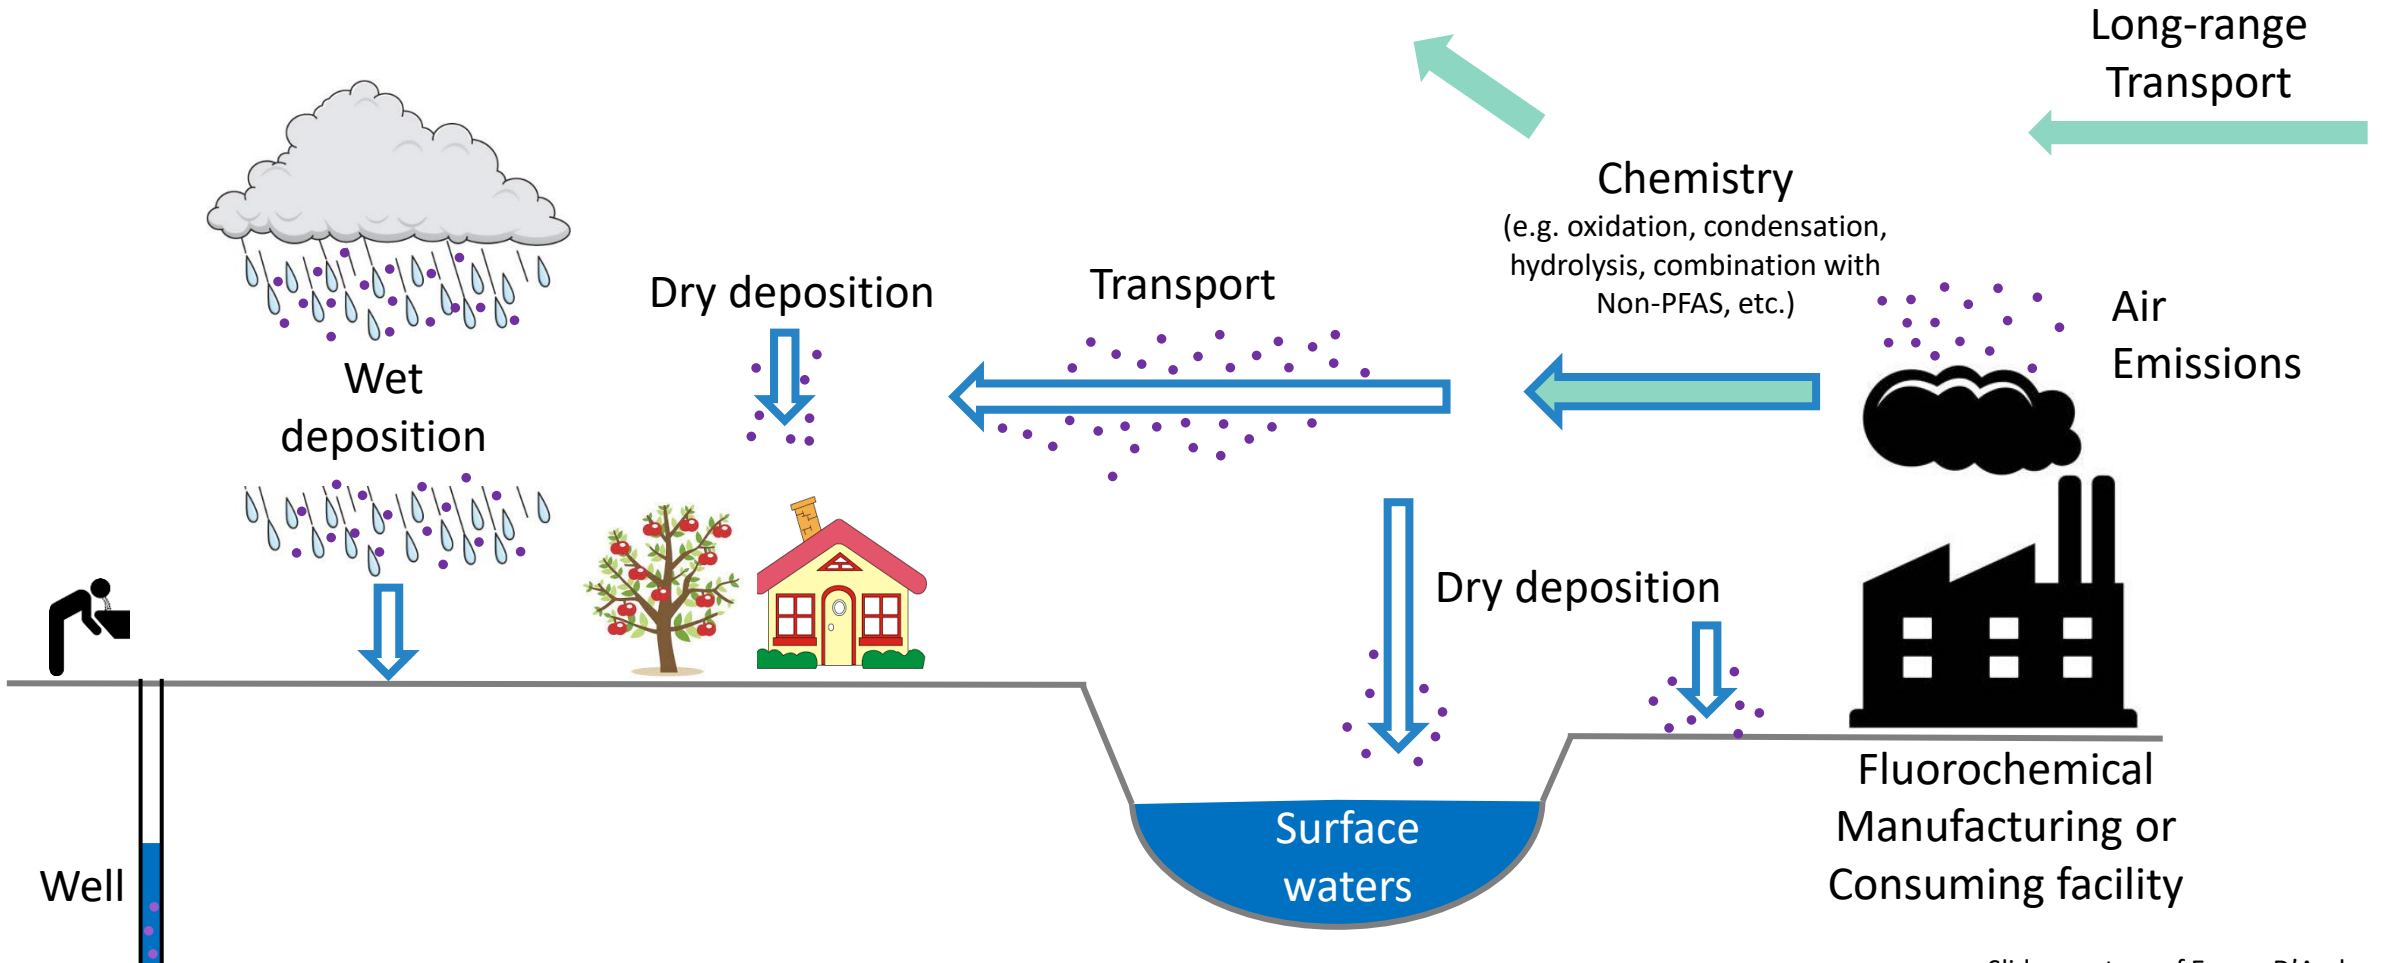 Long-range
Transport
Chemistry
(e.g. oxidation, condensation,
hydrolysis, combination with
Non-PFAS, etc.)
Air
Emissions
Transport
Dry deposition
Wet
deposition
Dry deposition
Surface
waters
Fluorochemical
Manufacturing or
Consuming facility
Well